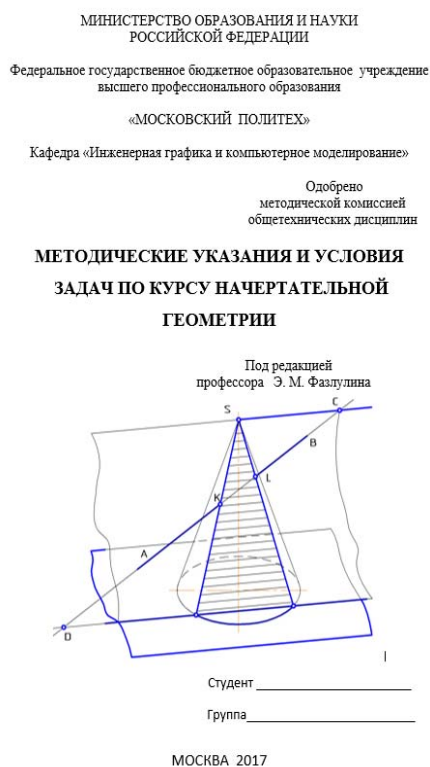 МИНИСТЕРСТВО ОБРАЗОВАНИЯ И НАУКИ
РОССИЙСКОЙ ФЕДЕРАЦИИ
Федеральное государственное бюджетное образовательное учреждение
высшего профессионального образования
«МОСКОВСКИЙ ПОЛИТЕХ»
Кафедра «Инженерная графика и компьютерное моделирование»
Одобрено
методической комиссией
общетехнических дисциплин
МЕТОДИЧЕСКИЕ УКАЗАНИЯ И УСЛОВИЯ
ЗАДАЧ ПО КУРСУ НАЧЕРТАТЕЛЬНОЙ
ГЕОМЕТРИИ
Под редакцией
профессора Э. М. Фазлулина
S
C
B
L
K
A
D
Студент
Группа
МОСКВА 2017